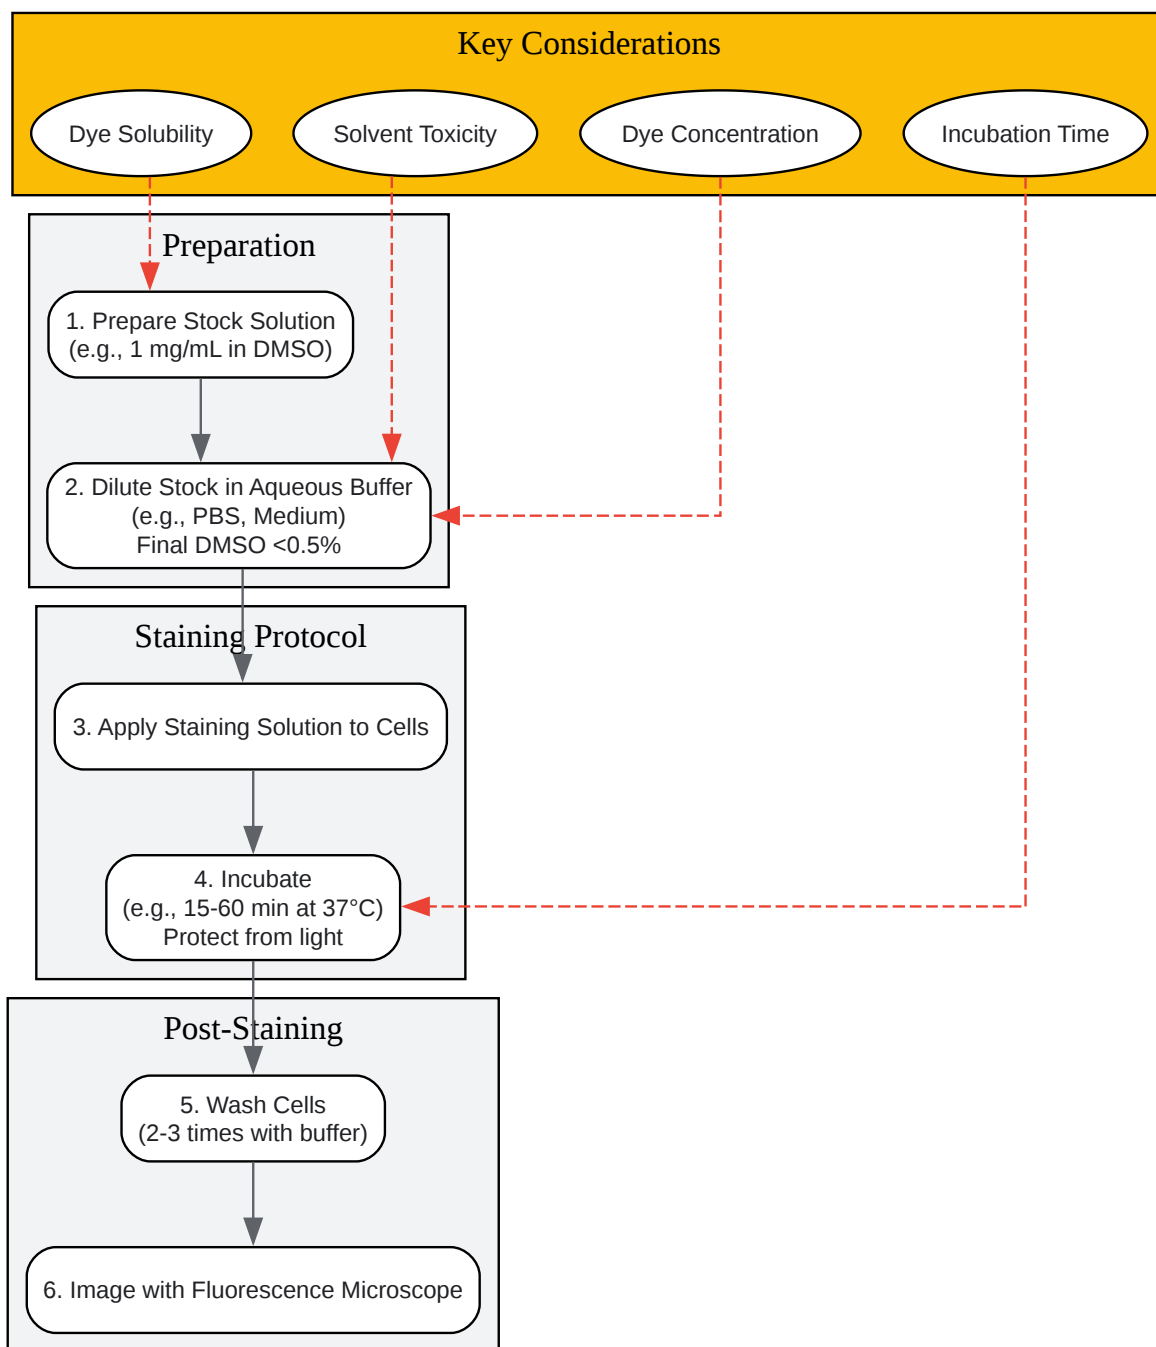 Key Considerations
Dye Solubility
Solvent Toxicity
Dye Concentration
Incubation Time
Preparation
1. Prepare Stock Solution
(e.g., 1 mg/mL in DMSO)
2. Dilute Stock in Aqueous Buffer
(e.g., PBS, Medium)
Final DMSO <0.5%
Staining Protocol
3. Apply Staining Solution to Cells
4. Incubate
(e.g., 15-60 min at 37°C)
Protect from light
Post-Staining
5. Wash Cells
(2-3 times with buffer)
6. Image with Fluorescence Microscope